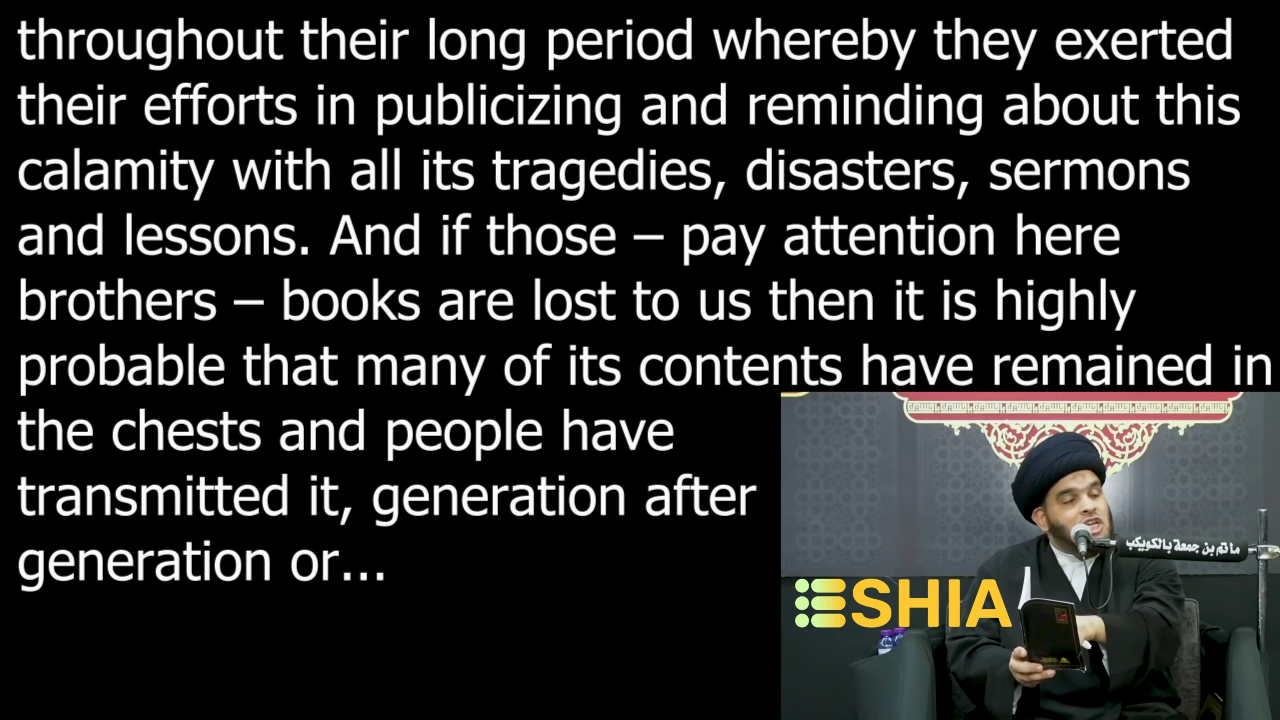 throughout their long period whereby they exerted
their efforts in publicizing and reminding about this
calamity with all its tragedies, disasters, sermons
and lessons. And if those – pay attention here
brothers – books are lost to us then it is highly
probable that many of its contents have remained in
the chests and people have
transmitted it, generation after
generation or...
مأتم بن جمعة بالكويكب
SHIA